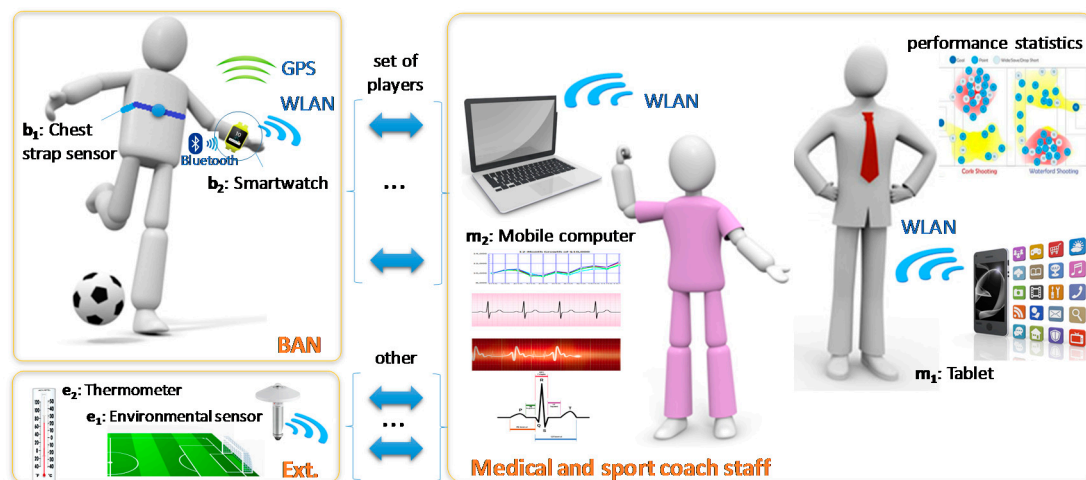 GPS
WLAN
b1: Chest
strap sensor
Bluetooth
b2: Smartwatch
BAN
set of
players
...
other
...
e2: Thermometer
e1: Environmental sensor
Ext.
WLAN
m2: Mobile computer
performance statistics
Cork Shooting
Waterford Shooting
WLAN
m1: Tablet
Medical and sport coach staff